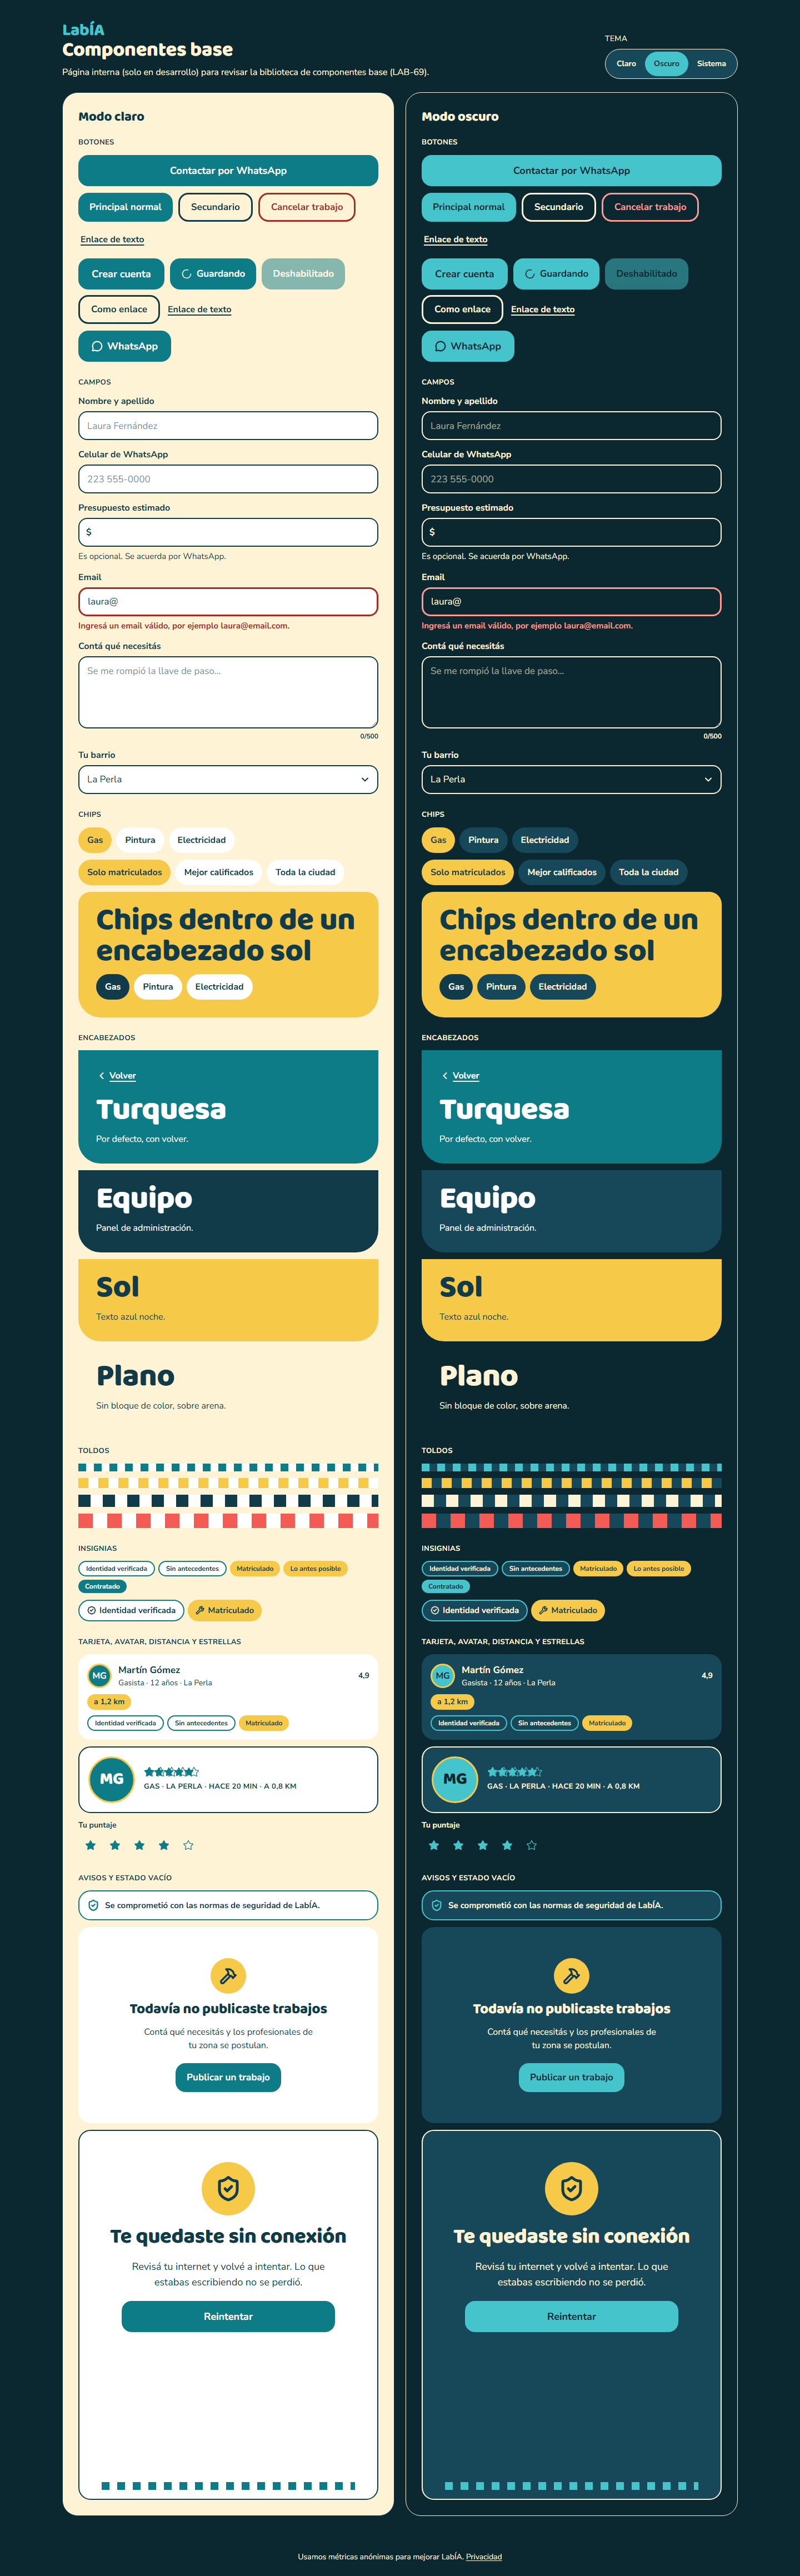 LabÍA
Componentes base
Página interna (solo en desarrollo) para revisar la biblioteca de componentes base (LAB-69).
TEMA
Claro Oscuro Sistema
Modo claro
BOTONES
Contactar por WhatsApp
Principal normal Secundario Cancelar trabajo
Enlace de texto
Crear cuenta Guardando Deshabilitado
Como enlace Enlace de texto
WhatsApp
CAMPOS
Nombre y apellido
Laura Fernández
Celular de WhatsApp
223 555-0000
Presupuesto estimado
$
Es opcional. Se acuerda por WhatsApp.
Email
laura@
Ingresá un email válido, por ejemplo laura@email.com.
Contá qué necesitás
Se me rompió la llave de paso...
0/500
Tu barrio
La Perla
CHIPS
Gas Pintura Electricidad
Solo matriculados Mejor calificados Toda la ciudad
Chips dentro de un
encabezado sol
Gas Pintura Electricidad
ENCABEZADOS
Volver
Turquesa
Por defecto, con volver.
Equipo
Panel de administración.
Sol
Texto azul noche.
Plano
Sin bloque de color, sobre arena.
TOLDOS
INSIGNIAS
Identidad verificada Sin antecedentes Matriculado Lo antes posible
Contratado
Identidad verificada Matriculado
TARJETA, AVATAR, DISTANCIA Y ESTRELLAS
MG Martín Gómez 4,9
Gasista · 12 años · La Perla
a 1,2 km
Identidad verificada Sin antecedentes Matriculado
MG
GAS · LA PERLA · HACE 20 MIN · A 0,8 KM
Tu puntaje
AVISOS Y ESTADO VACÍO
Se comprometió con las normas de seguridad de LabÍA.
Todavía no publicaste trabajos
Contá qué necesitás y los profesionales de
tu zona se postulan.
Publicar un trabajo
Te quedaste sin conexión
Revisá tu internet y volvé a intentar. Lo que
estabas escribiendo no se perdió.
Reintentar
Modo oscuro
BOTONES
Contactar por WhatsApp
Principal normal Secundario Cancelar trabajo
Enlace de texto
Crear cuenta Guardando Deshabilitado
Como enlace Enlace de texto
WhatsApp
CAMPOS
Nombre y apellido
Laura Fernández
Celular de WhatsApp
223 555-0000
Presupuesto estimado
$
Es opcional. Se acuerda por WhatsApp.
Email
laura@
Ingresá un email válido, por ejemplo laura@email.com.
Contá qué necesitás
Se me rompió la llave de paso...
0/500
Tu barrio
La Perla
CHIPS
Gas Pintura Electricidad
Solo matriculados Mejor calificados Toda la ciudad
Chips dentro de un
encabezado sol
Gas Pintura Electricidad
ENCABEZADOS
Volver
Turquesa
Por defecto, con volver.
Equipo
Panel de administración.
Sol
Texto azul noche.
Plano
Sin bloque de color, sobre arena.
TOLDOS
INSIGNIAS
Identidad verificada Sin antecedentes Matriculado Lo antes posible
Contratado
Identidad verificada Matriculado
TARJETA, AVATAR, DISTANCIA Y ESTRELLAS
MG Martín Gómez 4,9
Gasista · 12 años · La Perla
a 1,2 km
Identidad verificada Sin antecedentes Matriculado
MG
GAS · LA PERLA · HACE 20 MIN · A 0,8 KM
Tu puntaje
AVISOS Y ESTADO VACÍO
Se comprometió con las normas de seguridad de LabÍA.
Todavía no publicaste trabajos
Contá qué necesitás y los profesionales de
tu zona se postulan.
Publicar un trabajo
Te quedaste sin conexión
Revisá tu internet y volvé a intentar. Lo que
estabas escribiendo no se perdió.
Reintentar
Usamos métricas anónimas para mejorar LabÍA. Privacidad